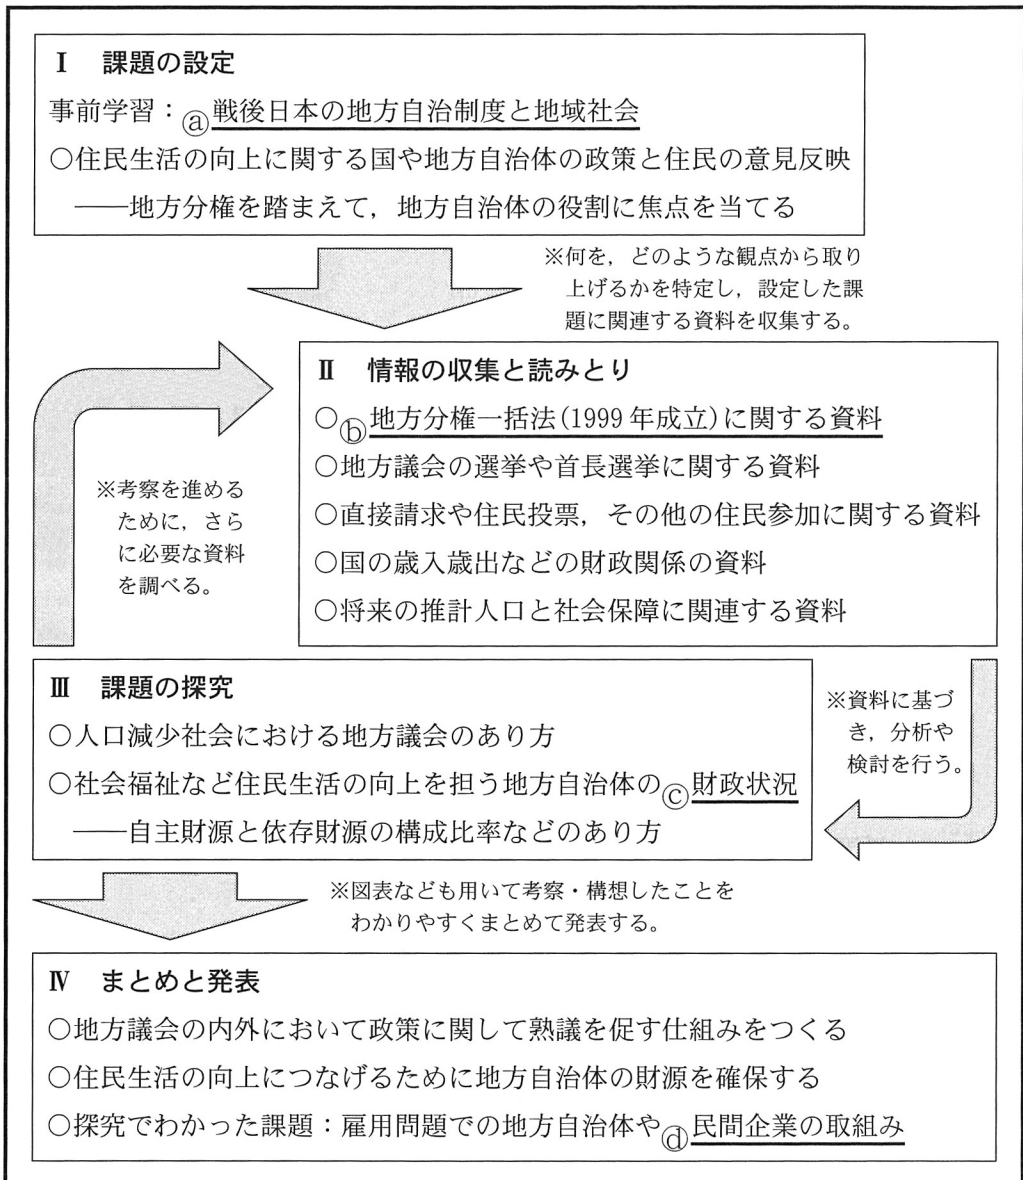 Ⅰ　課題の設定
事前学習：ⓐ戦後日本の地方自治制度と地域社会
○住民生活の向上に関する国や地方自治体の政策と住民の意見反映
――地方分権を踏まえて，地方自治体の役割に焦点を当てる
※何を，どのような観点から取り
上げるかを特定し，設定した課
題に関連する資料を収集する。
Ⅱ　情報の収集と読みとり
○ⓑ地方分権一括法(1999年成立)に関する資料
○地方議会の選挙や首長選挙に関する資料
○直接請求や住民投票，その他の住民参加に関する資料
○国の歳入歳出などの財政関係の資料
○将来の推計人口と社会保障に関連する資料
※考察を進める
ために，さら
に必要な資料
を調べる。
Ⅲ　課題の探究
○人口減少社会における地方議会のあり方
○社会福祉など住民生活の向上を担う地方自治体のⓒ財政状況
――自主財源と依存財源の構成比率などのあり方
※資料に基づ
き，分析や
検討を行う。
※図表なども用いて考察・構想したことを
わかりやすくまとめて発表する。
Ⅳ　まとめと発表
○地方議会の内外において政策に関して熟議を促す仕組みをつくる
○住民生活の向上につなげるために地方自治体の財源を確保する
○探究でわかった課題：雇用問題での地方自治体やⓓ民間企業の取組み